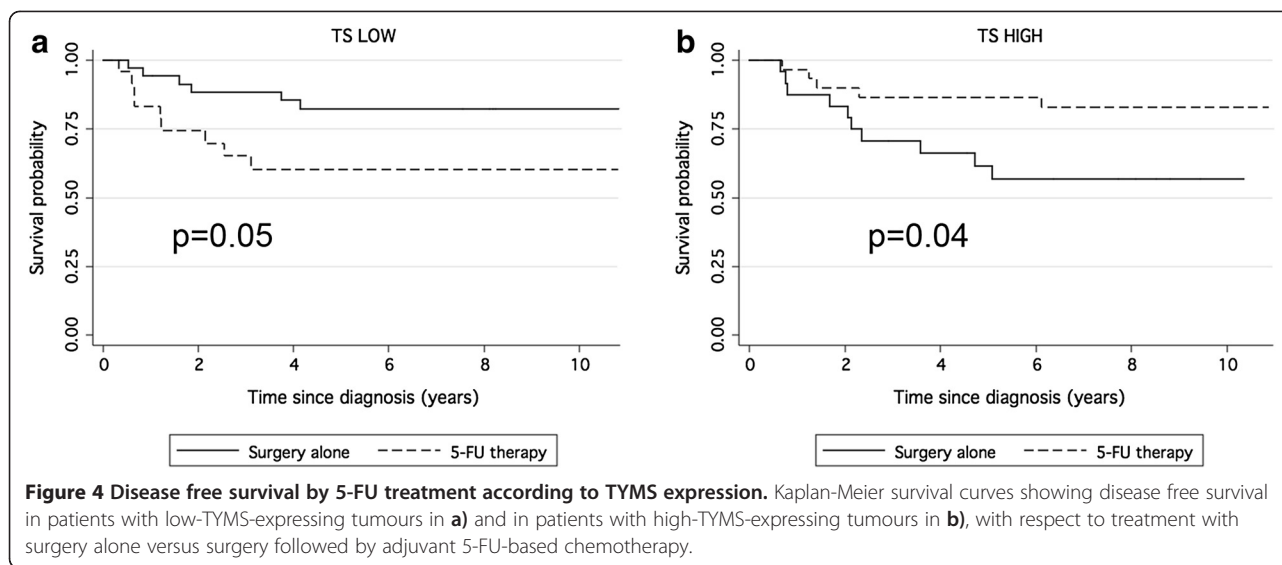 a
TS LOW
Survival probability
1.00
0.75
0.50
0.25
0.00
p=0.05
0 2 4 6 8 10
Time since diagnosis (years)
Surgery alone 5-FU therapy
b
TS HIGH
Survival probability
1.00
0.75
0.50
0.25
0.00
p=0.04
0 2 4 6 8 10
Time since diagnosis (years)
Surgery alone 5-FU therapy
Figure 4 Disease free survival by 5-FU treatment according to TYMS expression. Kaplan-Meier survival curves showing disease free survival
in patients with low-TYMS-expressing tumours in a) and in patients with high-TYMS-expressing tumours in b), with respect to treatment with
surgery alone versus surgery followed by adjuvant 5-FU-based chemotherapy.